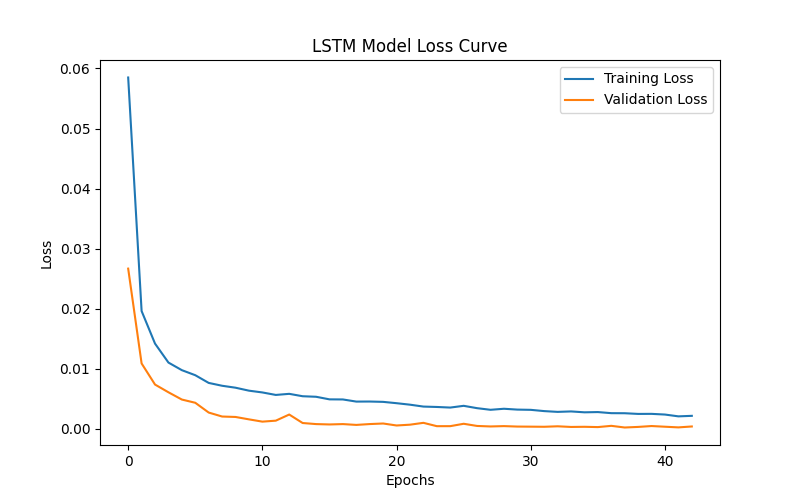 LSTM Model Loss Curve
Training Loss
Validation Loss
Loss
0.06
0.05
0.04
0.03
0.02
0.01
0.00
0 10 20 30 40
Epochs